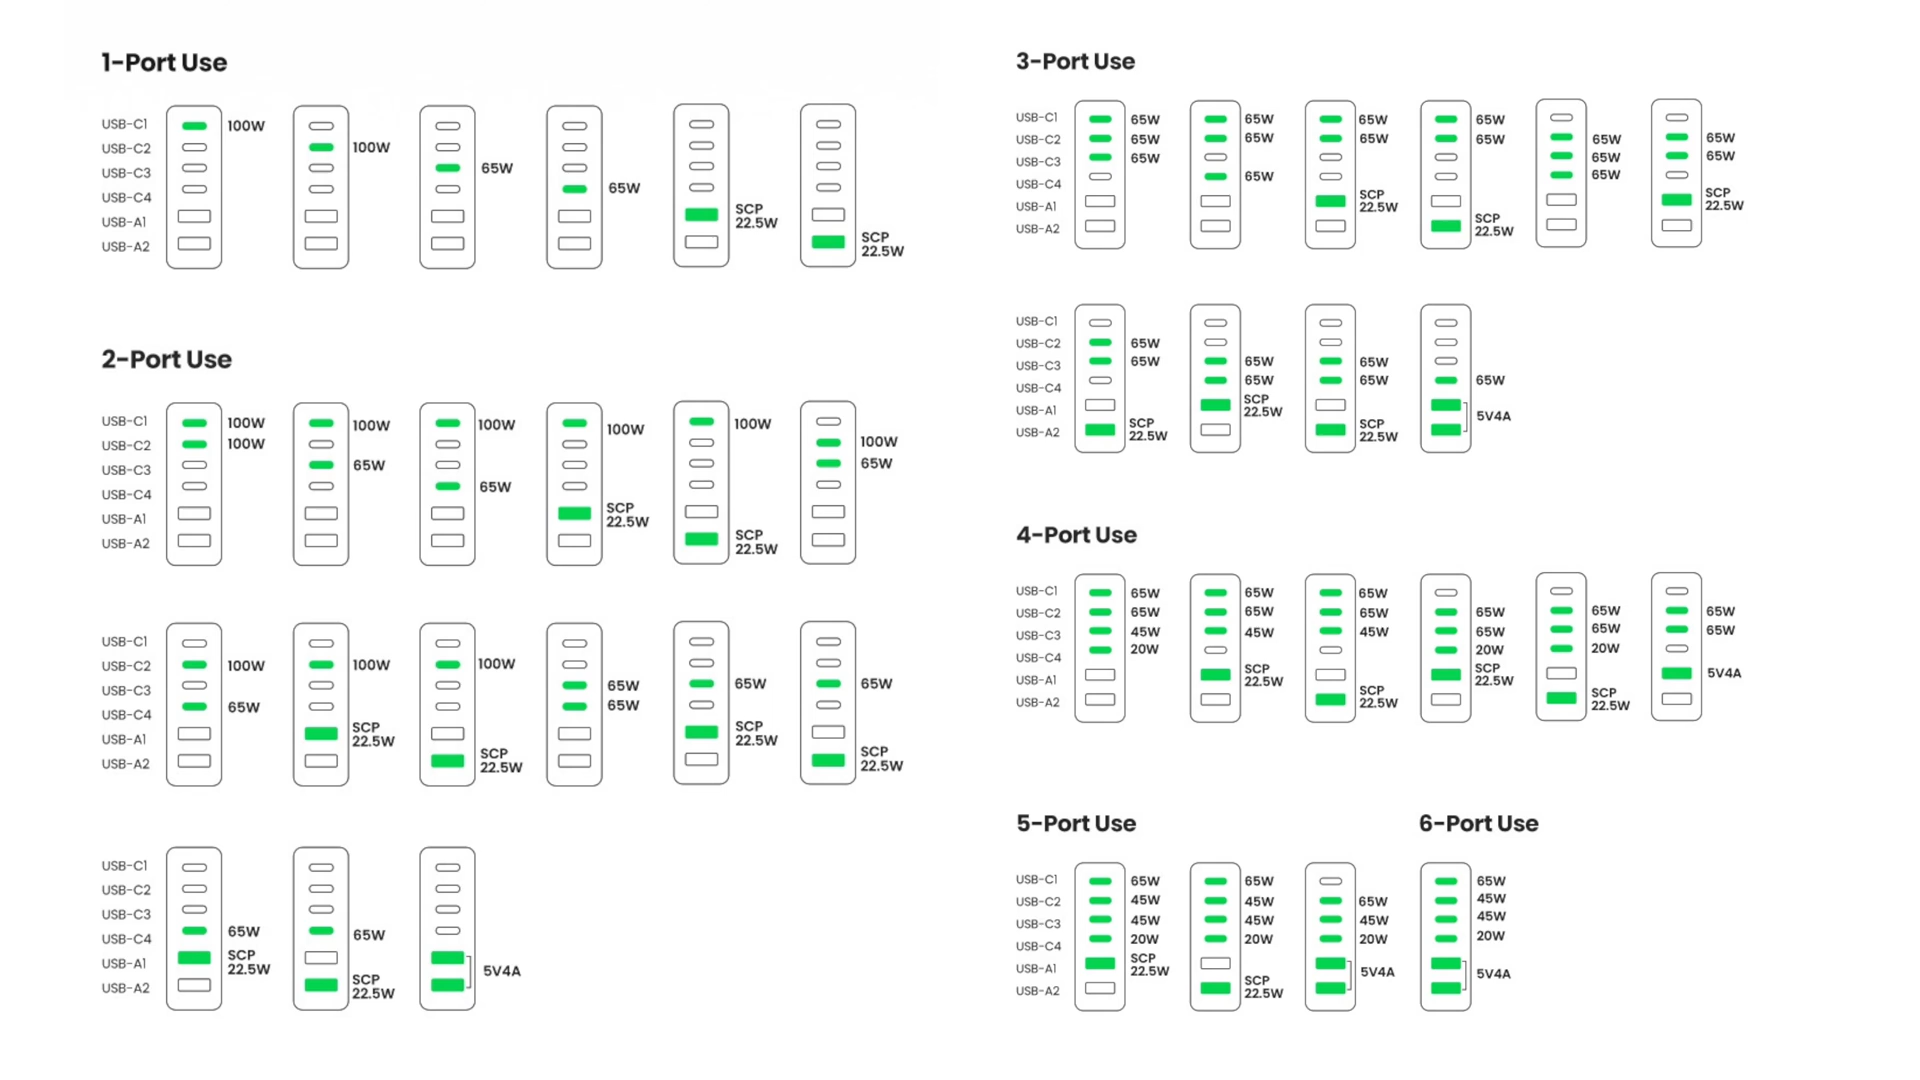 1-Port Use
USB-C1
USB-C2
USB-C3
USB-C4
USB-A1
USB-A2
100W
100W
65W
65W
SCP
22.5W
SCP
22.5W
2-Port Use
USB-C1
USB-C2
USB-C3
USB-C4
USB-A1
USB-A2
100W
100W
100W
65W
100W
65W
100W
SCP
22.5W
100W
SCP
22.5W
100W
65W
USB-C1
USB-C2
USB-C3
USB-C4
USB-A1
USB-A2
100W
65W
100W
SCP
22.5W
100W
SCP
22.5W
65W
65W
65W
SCP
22.5W
65W
SCP
22.5W
USB-C1
USB-C2
USB-C3
USB-C4
USB-A1
USB-A2
65W
SCP
22.5W
65W
SCP
22.5W
5V4A
3-Port Use
USB-C1
USB-C2
USB-C3
USB-C4
USB-A1
USB-A2
65W
65W
65W
65W
65W
65W
65W
65W
SCP
22.5W
65W
65W
SCP
22.5W
65W
65W
65W
65W
65W
SCP
22.5W
USB-C1
USB-C2
USB-C3
USB-C4
USB-A1
USB-A2
65W
65W
SCP
22.5W
65W
65W
SCP
22.5W
65W
65W
SCP
22.5W
65W
5V4A
4-Port Use
USB-C1
USB-C2
USB-C3
USB-C4
USB-A1
USB-A2
65W
65W
45W
20W
65W
65W
45W
SCP
22.5W
65W
65W
45W
SCP
22.5W
65W
65W
20W
SCP
22.5W
65W
65W
20W
SCP
22.5W
65W
65W
5V4A
5-Port Use
USB-C1
USB-C2
USB-C3
USB-C4
USB-A1
USB-A2
65W
45W
45W
20W
SCP
22.5W
65W
45W
45W
20W
SCP
22.5W
65W
45W
20W
5V4A
6-Port Use
65W
45W
45W
20W
5V4A